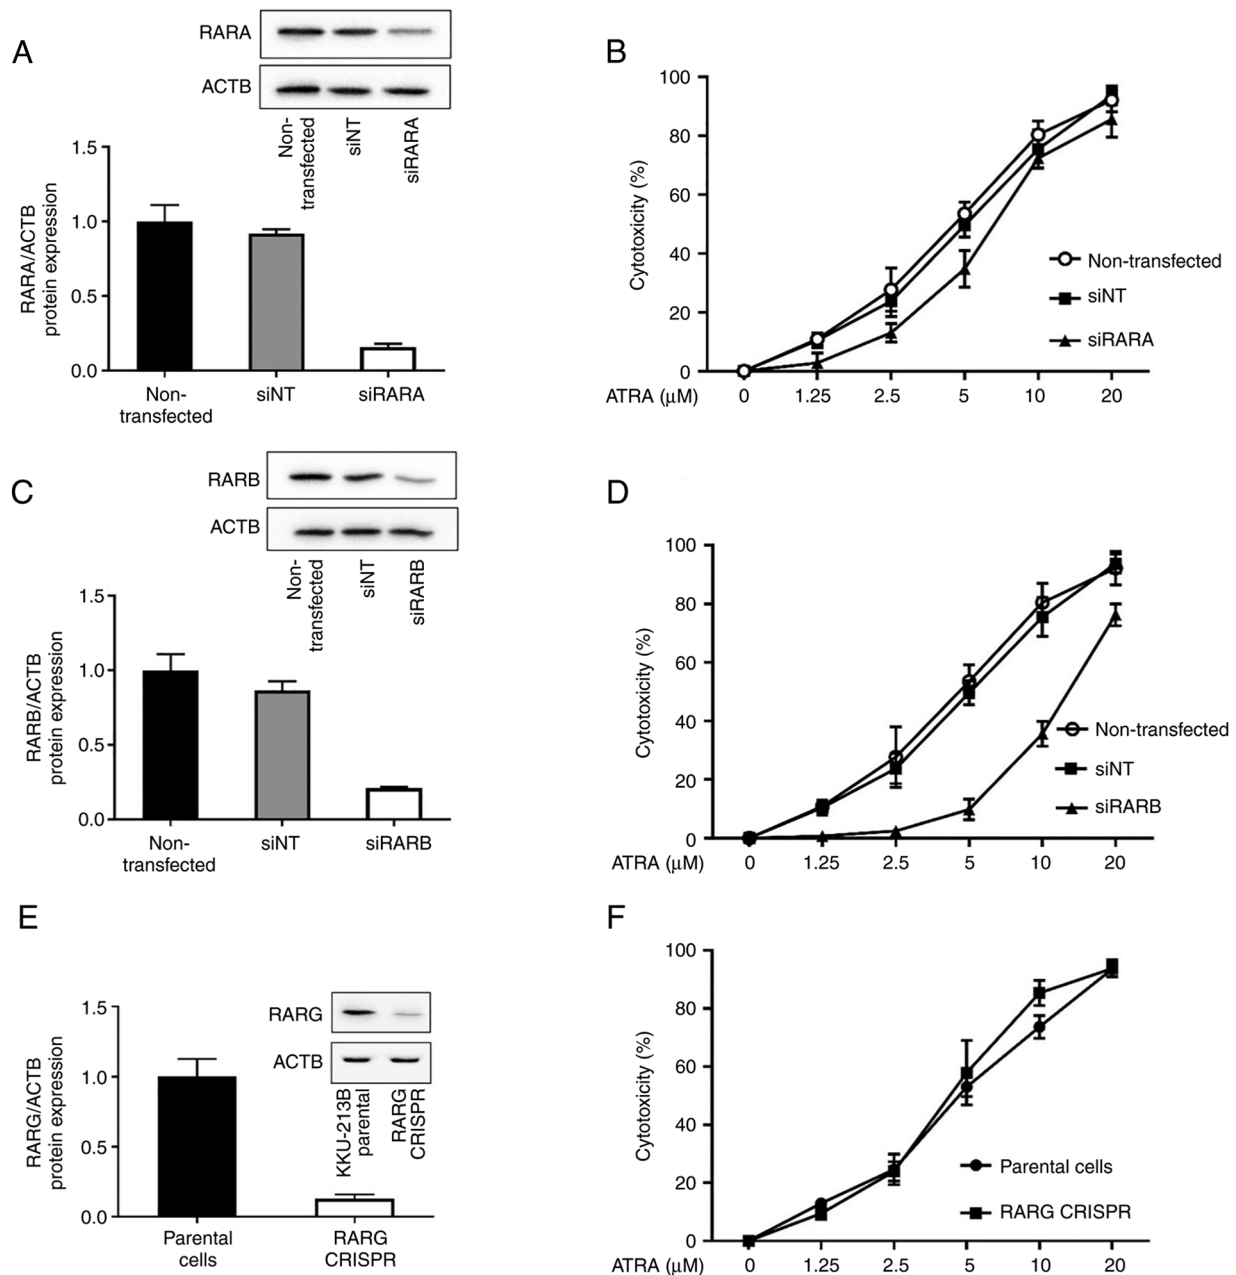 A
RARA
ACTB
Non-
transfected
siNT
siRARA
RARA/ACTB
protein expression
1.5
1.0
0.5
0.0
Non-
transfected
siNT
siRARA
B
Cytotoxicity (%)
100
80
60
40
20
0
Non-transfected
siNT
siRARA
ATRA (μM) 0 1.25 2.5 5 10 20
C
RARB
ACTB
Non-
transfected
siNT
siRARB
RARB/ACTB
protein expression
1.5
1.0
0.5
0.0
Non-
transfected
siNT
siRARB
D
Cytotoxicity (%)
100
80
60
40
20
0
Non-transfected
siNT
siRARB
ATRA (μM) 0 1.25 2.5 5 10 20
E
RARG
ACTB
KKU-213B
parental
RARG
CRISPR
RARG/ACTB
protein expression
1.5
1.0
0.5
0.0
Parental
cells
RARG
CRISPR
F
Cytotoxicity (%)
100
80
60
40
20
0
Parental cells
RARG CRISPR
ATRA (μM) 0 1.25 2.5 5 10 20